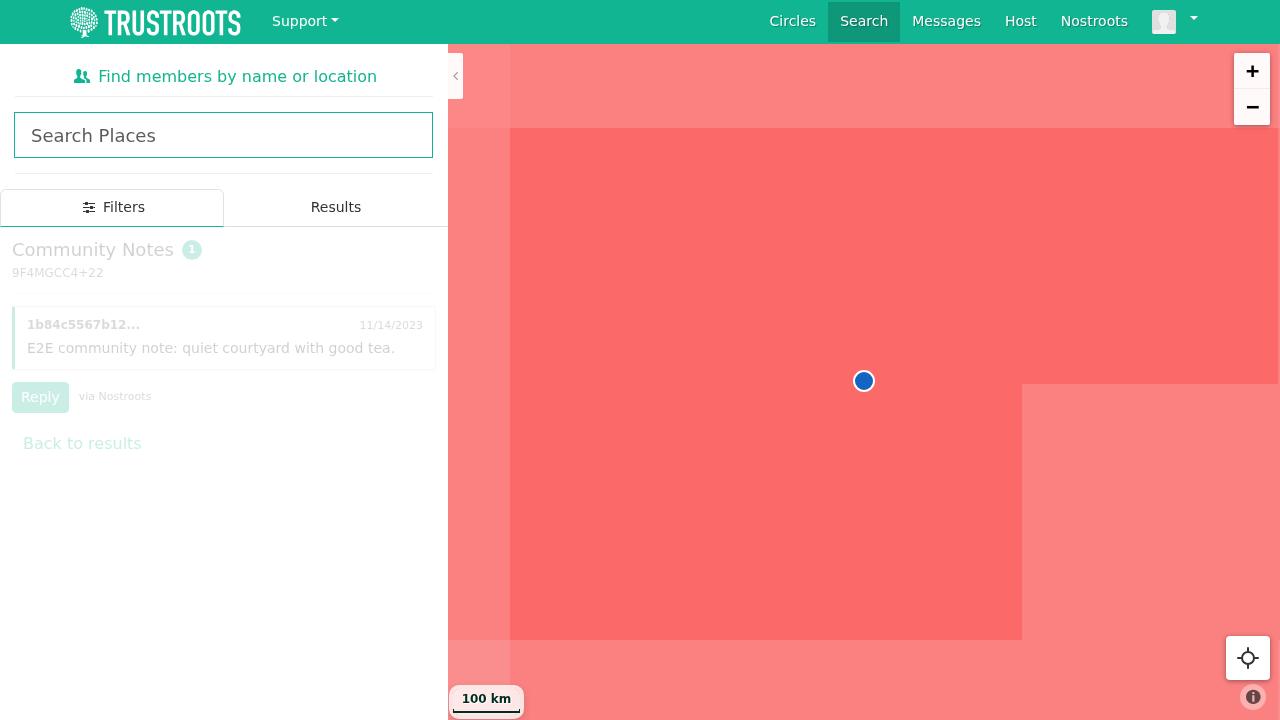 TRUSTROOTS
Support
Circles
Search
Messages
Host
Nostroots
Find members by name or location
Search Places
Filters
Results
Community Notes 1
9F4MGCC4+22
1b84c5567b12...
11/14/2023
E2E community note: quiet courtyard with good tea.
Reply
via Nostroots
Back to results
+
−
100 km